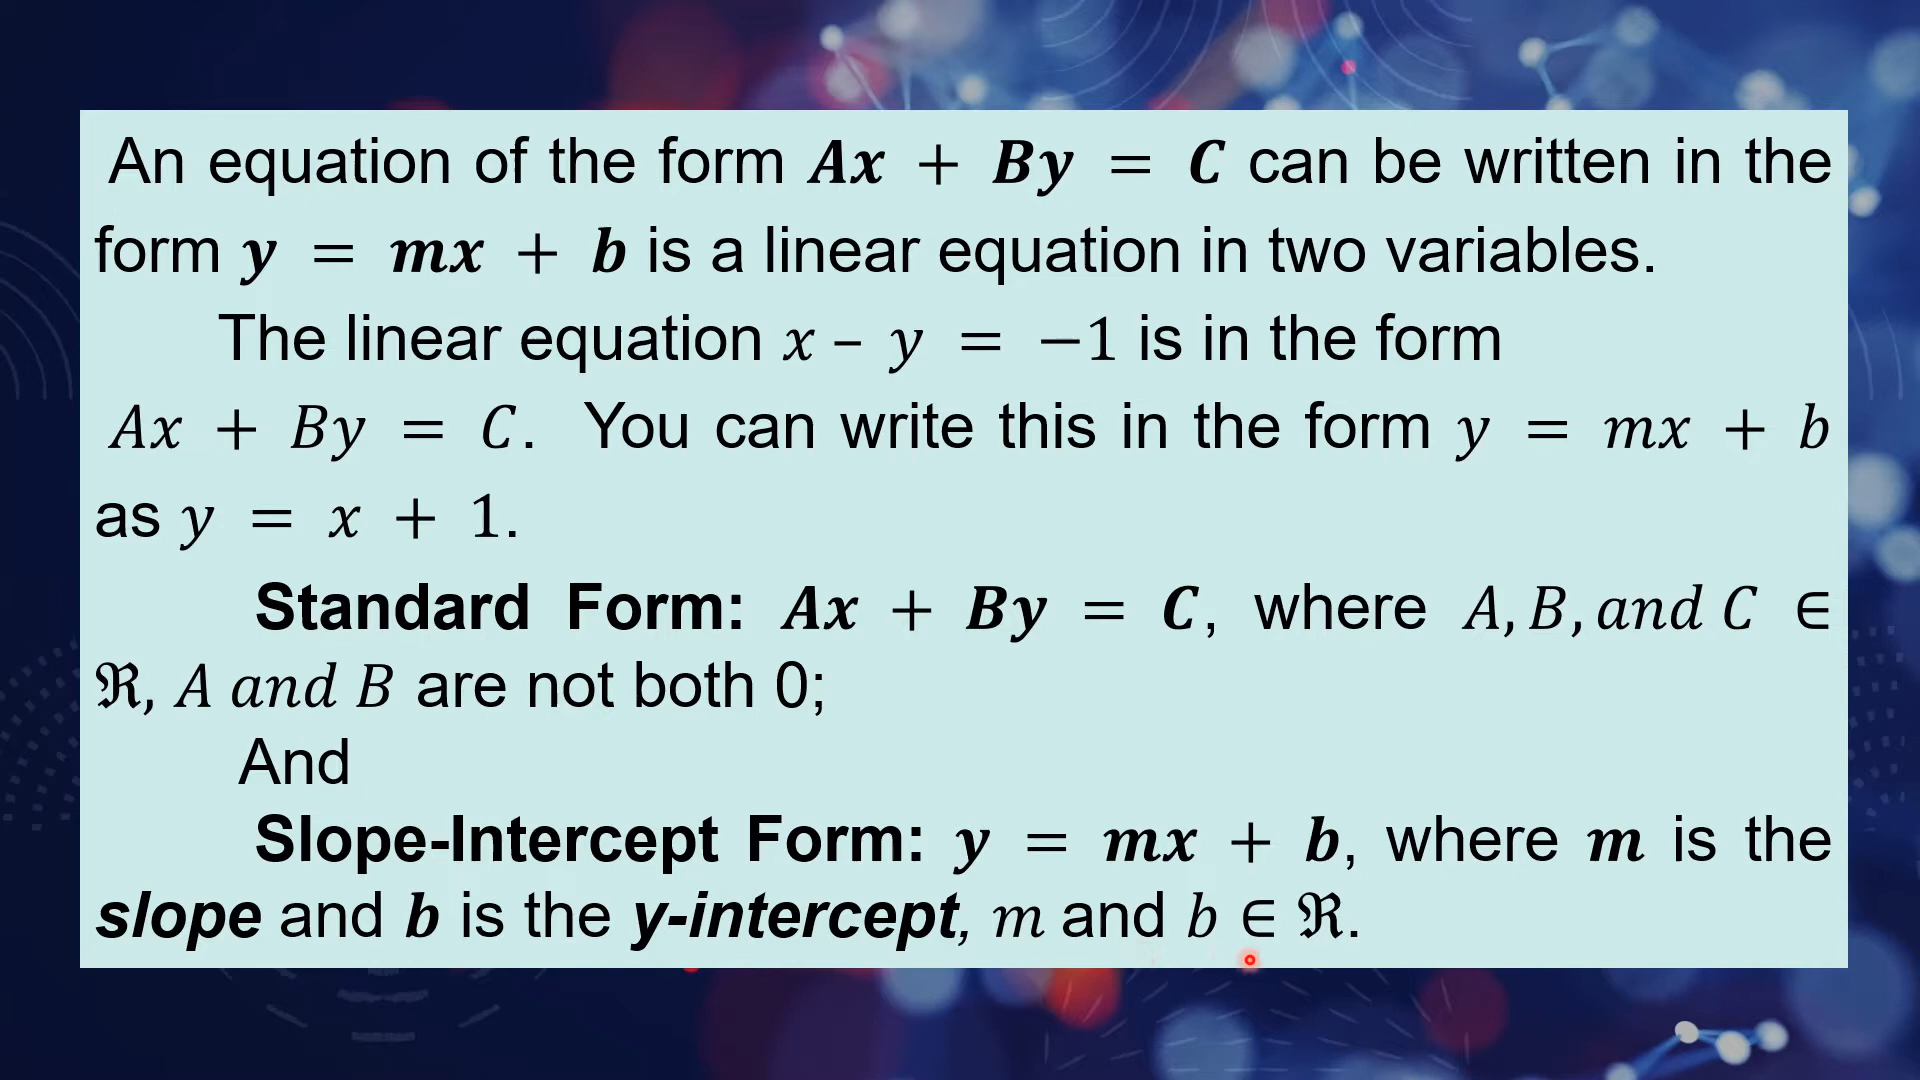 An equation of the form Ax + By = C can be written in the
form y = mx + b is a linear equation in two variables.
The linear equation x – y = −1 is in the form
Ax + By = C. You can write this in the form y = mx + b
as y = x + 1.
Standard Form: Ax + By = C, where A, B, and C ∈
ℜ, A and B are not both 0;
And
Slope-Intercept Form: y = mx + b, where m is the
slope and b is the y-intercept, m and b ∈ ℜ.